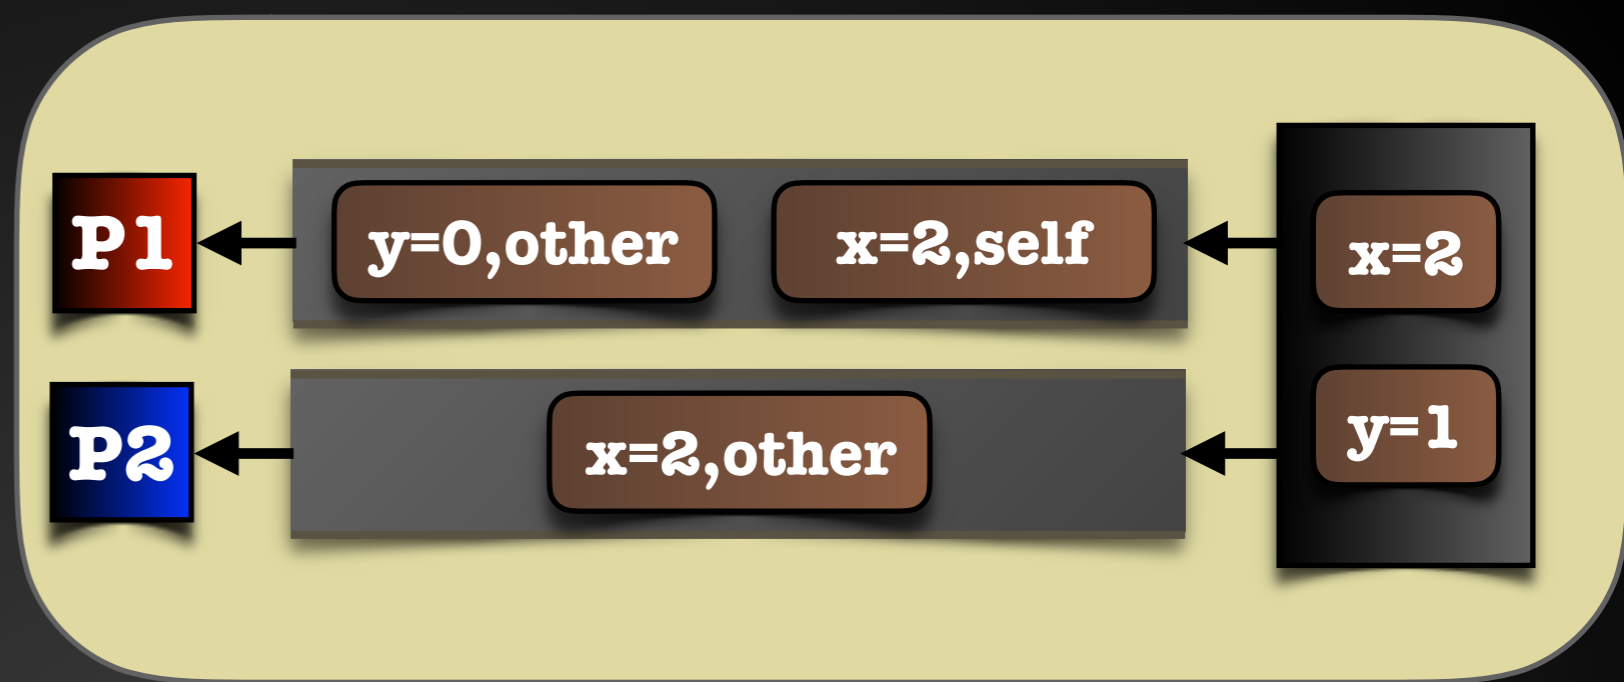 P1
y=0,other
x=2,self
x=2
P2
x=2,other
y=1